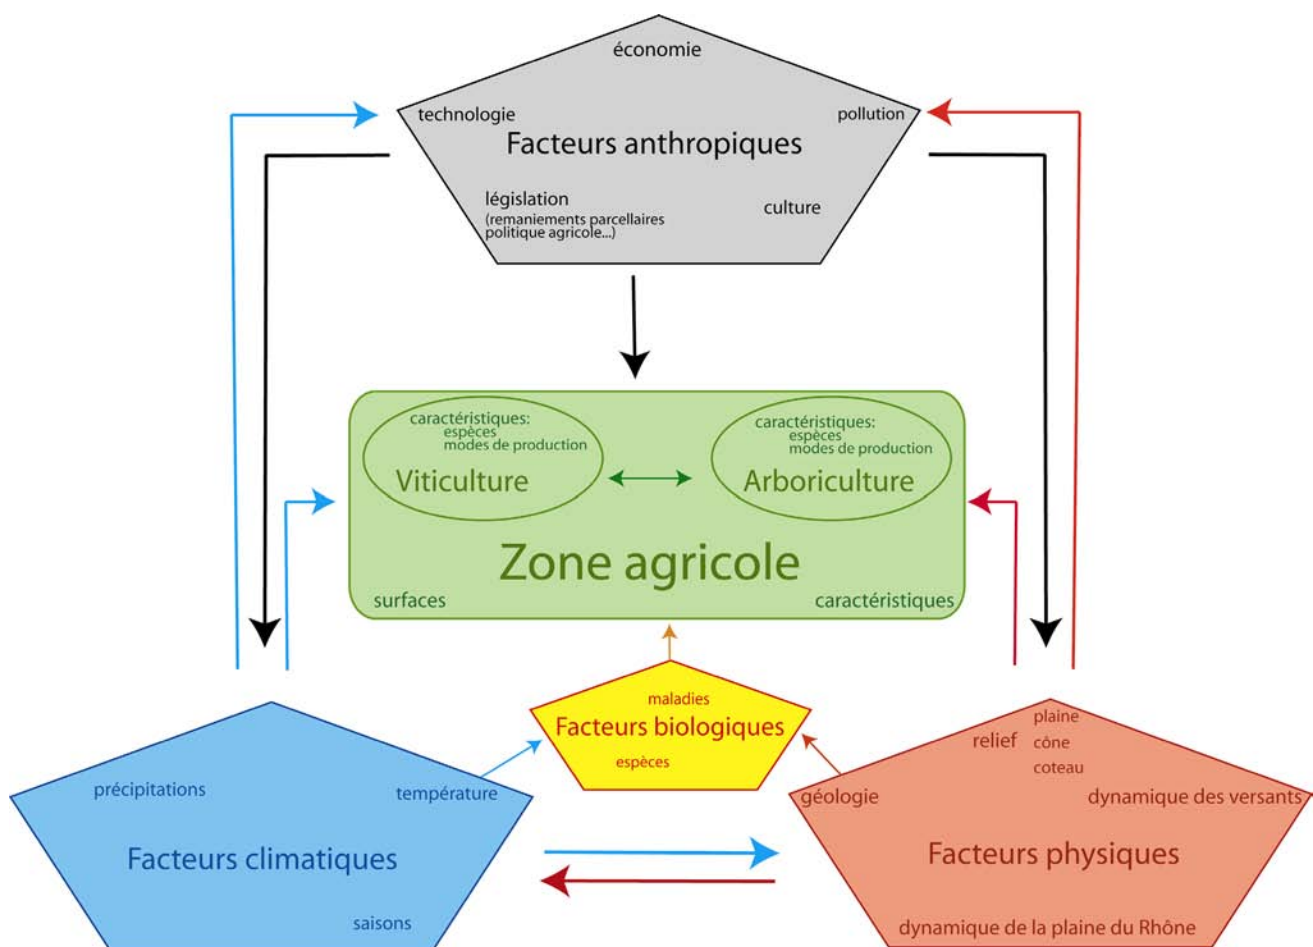 économie
technologie
pollution
Facteurs anthropiques
législation
(remaniements parcellaires
politique agricole...)
culture
caractéristiques:
espèces
modes de production
Viticulture
caractéristiques:
espèces
modes de production
Arboriculture
Zone agricole
surfaces
caractéristiques
maladies
Facteurs biologiques
espèces
précipitations
température
Facteurs climatiques
saisons
relief
plaine
cône
coteau
géologie
dynamique des versants
Facteurs physiques
dynamique de la plaine du Rhône